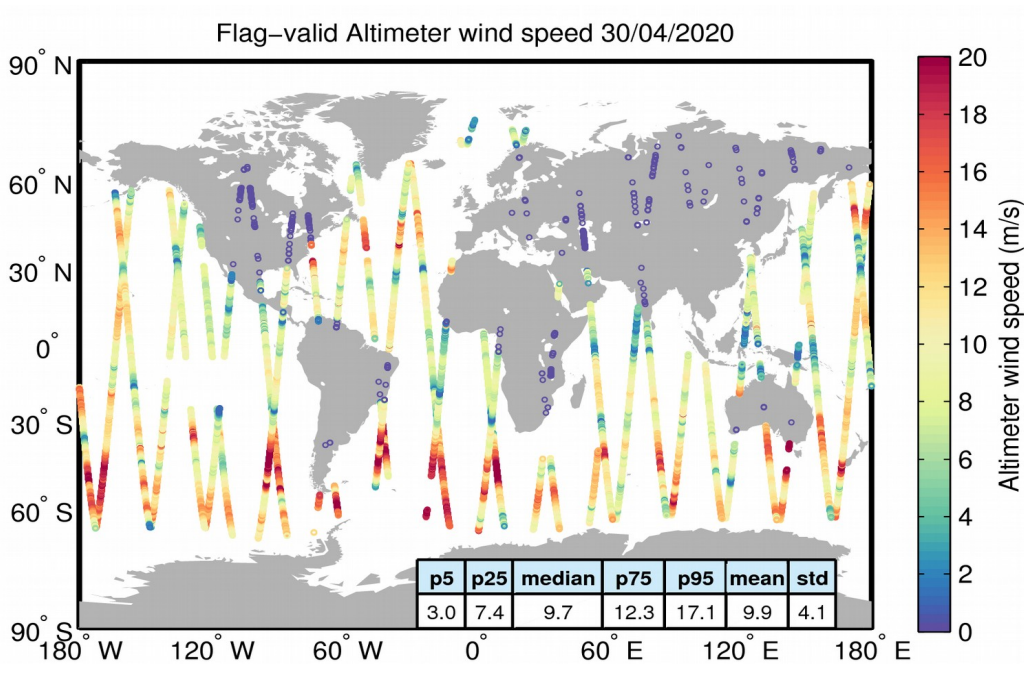 Flag−valid Altimeter wind speed 30/04/2020
90° N
60° N
30° N
0°
30° S
60° S
90° S
180° W
120° W
60° W
0°
60° E
120° E
180° E
p5 p25 median p75 p95 mean std
3.0 7.4 9.7 12.3 17.1 9.9 4.1
20
18
16
14
12
10
8
6
4
2
0
Altimeter wind speed (m/s)